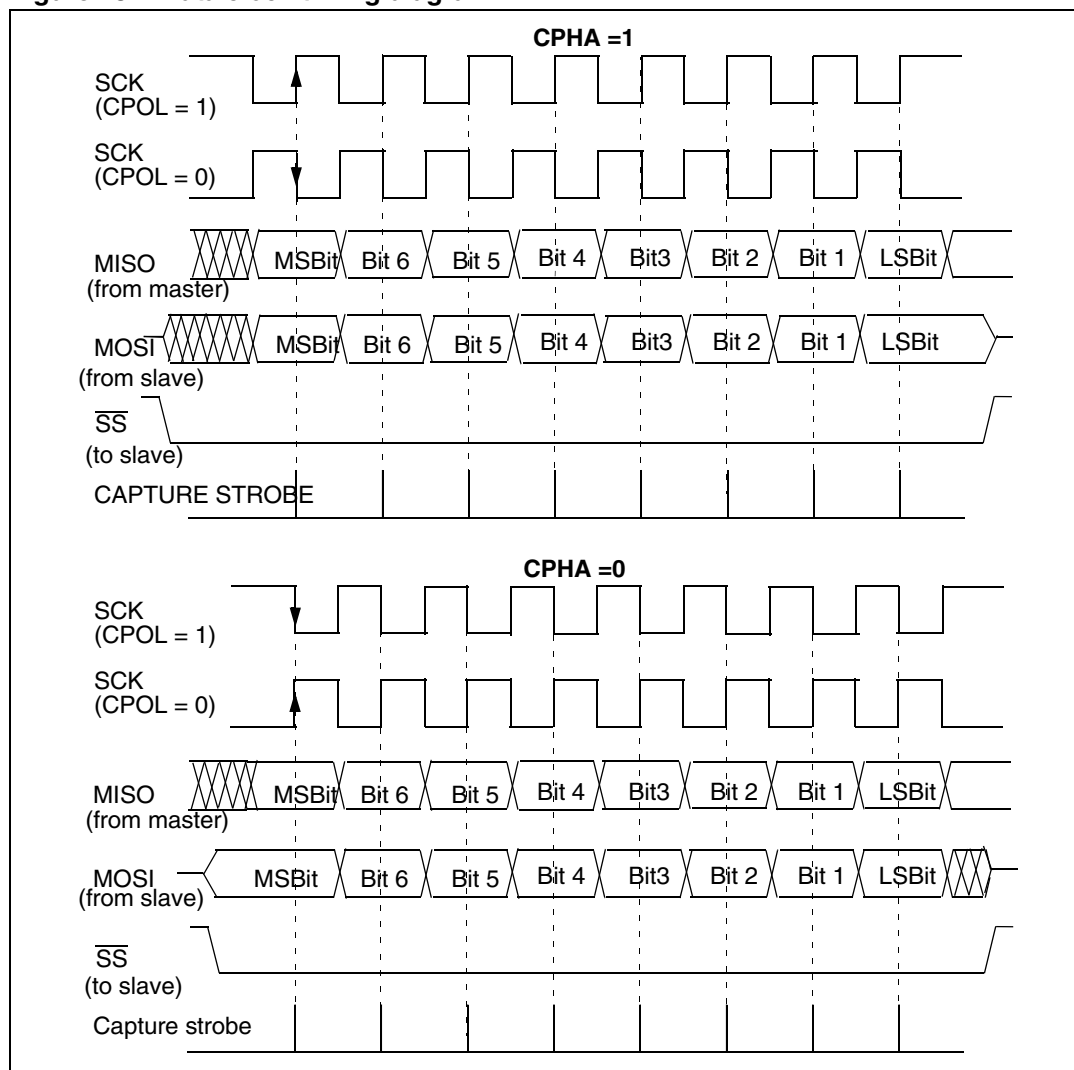 CPHA =1
SCK
(CPOL = 1)
SCK
(CPOL = 0)
MISO
(from master)
MSBit Bit 6 Bit 5 Bit 4 Bit3 Bit 2 Bit 1 LSBit
MOSI
(from slave)
MSBit Bit 6 Bit 5 Bit 4 Bit3 Bit 2 Bit 1 LSBit
SS
(to slave)
CAPTURE STROBE
CPHA =0
SCK
(CPOL = 1)
SCK
(CPOL = 0)
MISO
(from master)
MSBit Bit 6 Bit 5 Bit 4 Bit3 Bit 2 Bit 1 LSBit
MOSI
(from slave)
MSBit Bit 6 Bit 5 Bit 4 Bit3 Bit 2 Bit 1 LSBit
SS
(to slave)
Capture strobe